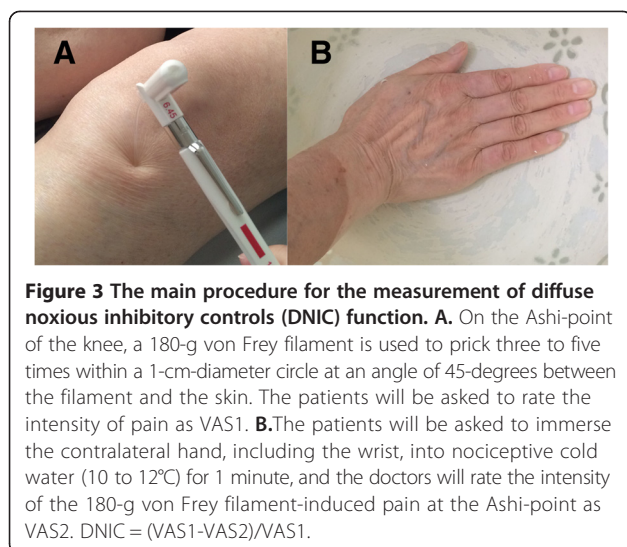 A
B
6.45
Figure 3 The main procedure for the measurement of diffuse
noxious inhibitory controls (DNIC) function. A. On the Ashi-point
of the knee, a 180-g von Frey filament is used to prick three to five
times within a 1-cm-diameter circle at an angle of 45-degrees between
the filament and the skin. The patients will be asked to rate the
intensity of pain as VAS1. B.The patients will be asked to immerse
the contralateral hand, including the wrist, into nociceptive cold
water (10 to 12°C) for 1 minute, and the doctors will rate the intensity
of the 180-g von Frey filament-induced pain at the Ashi-point as
VAS2. DNIC = (VAS1-VAS2)/VAS1.